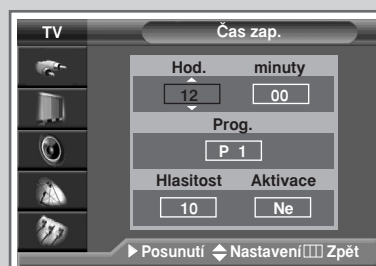 TV Čas zap.
Hod. minuty
12 00
Prog.
P 1
Hlasitost Aktivace
10 Ne
Posunutí Nastavení Zpět